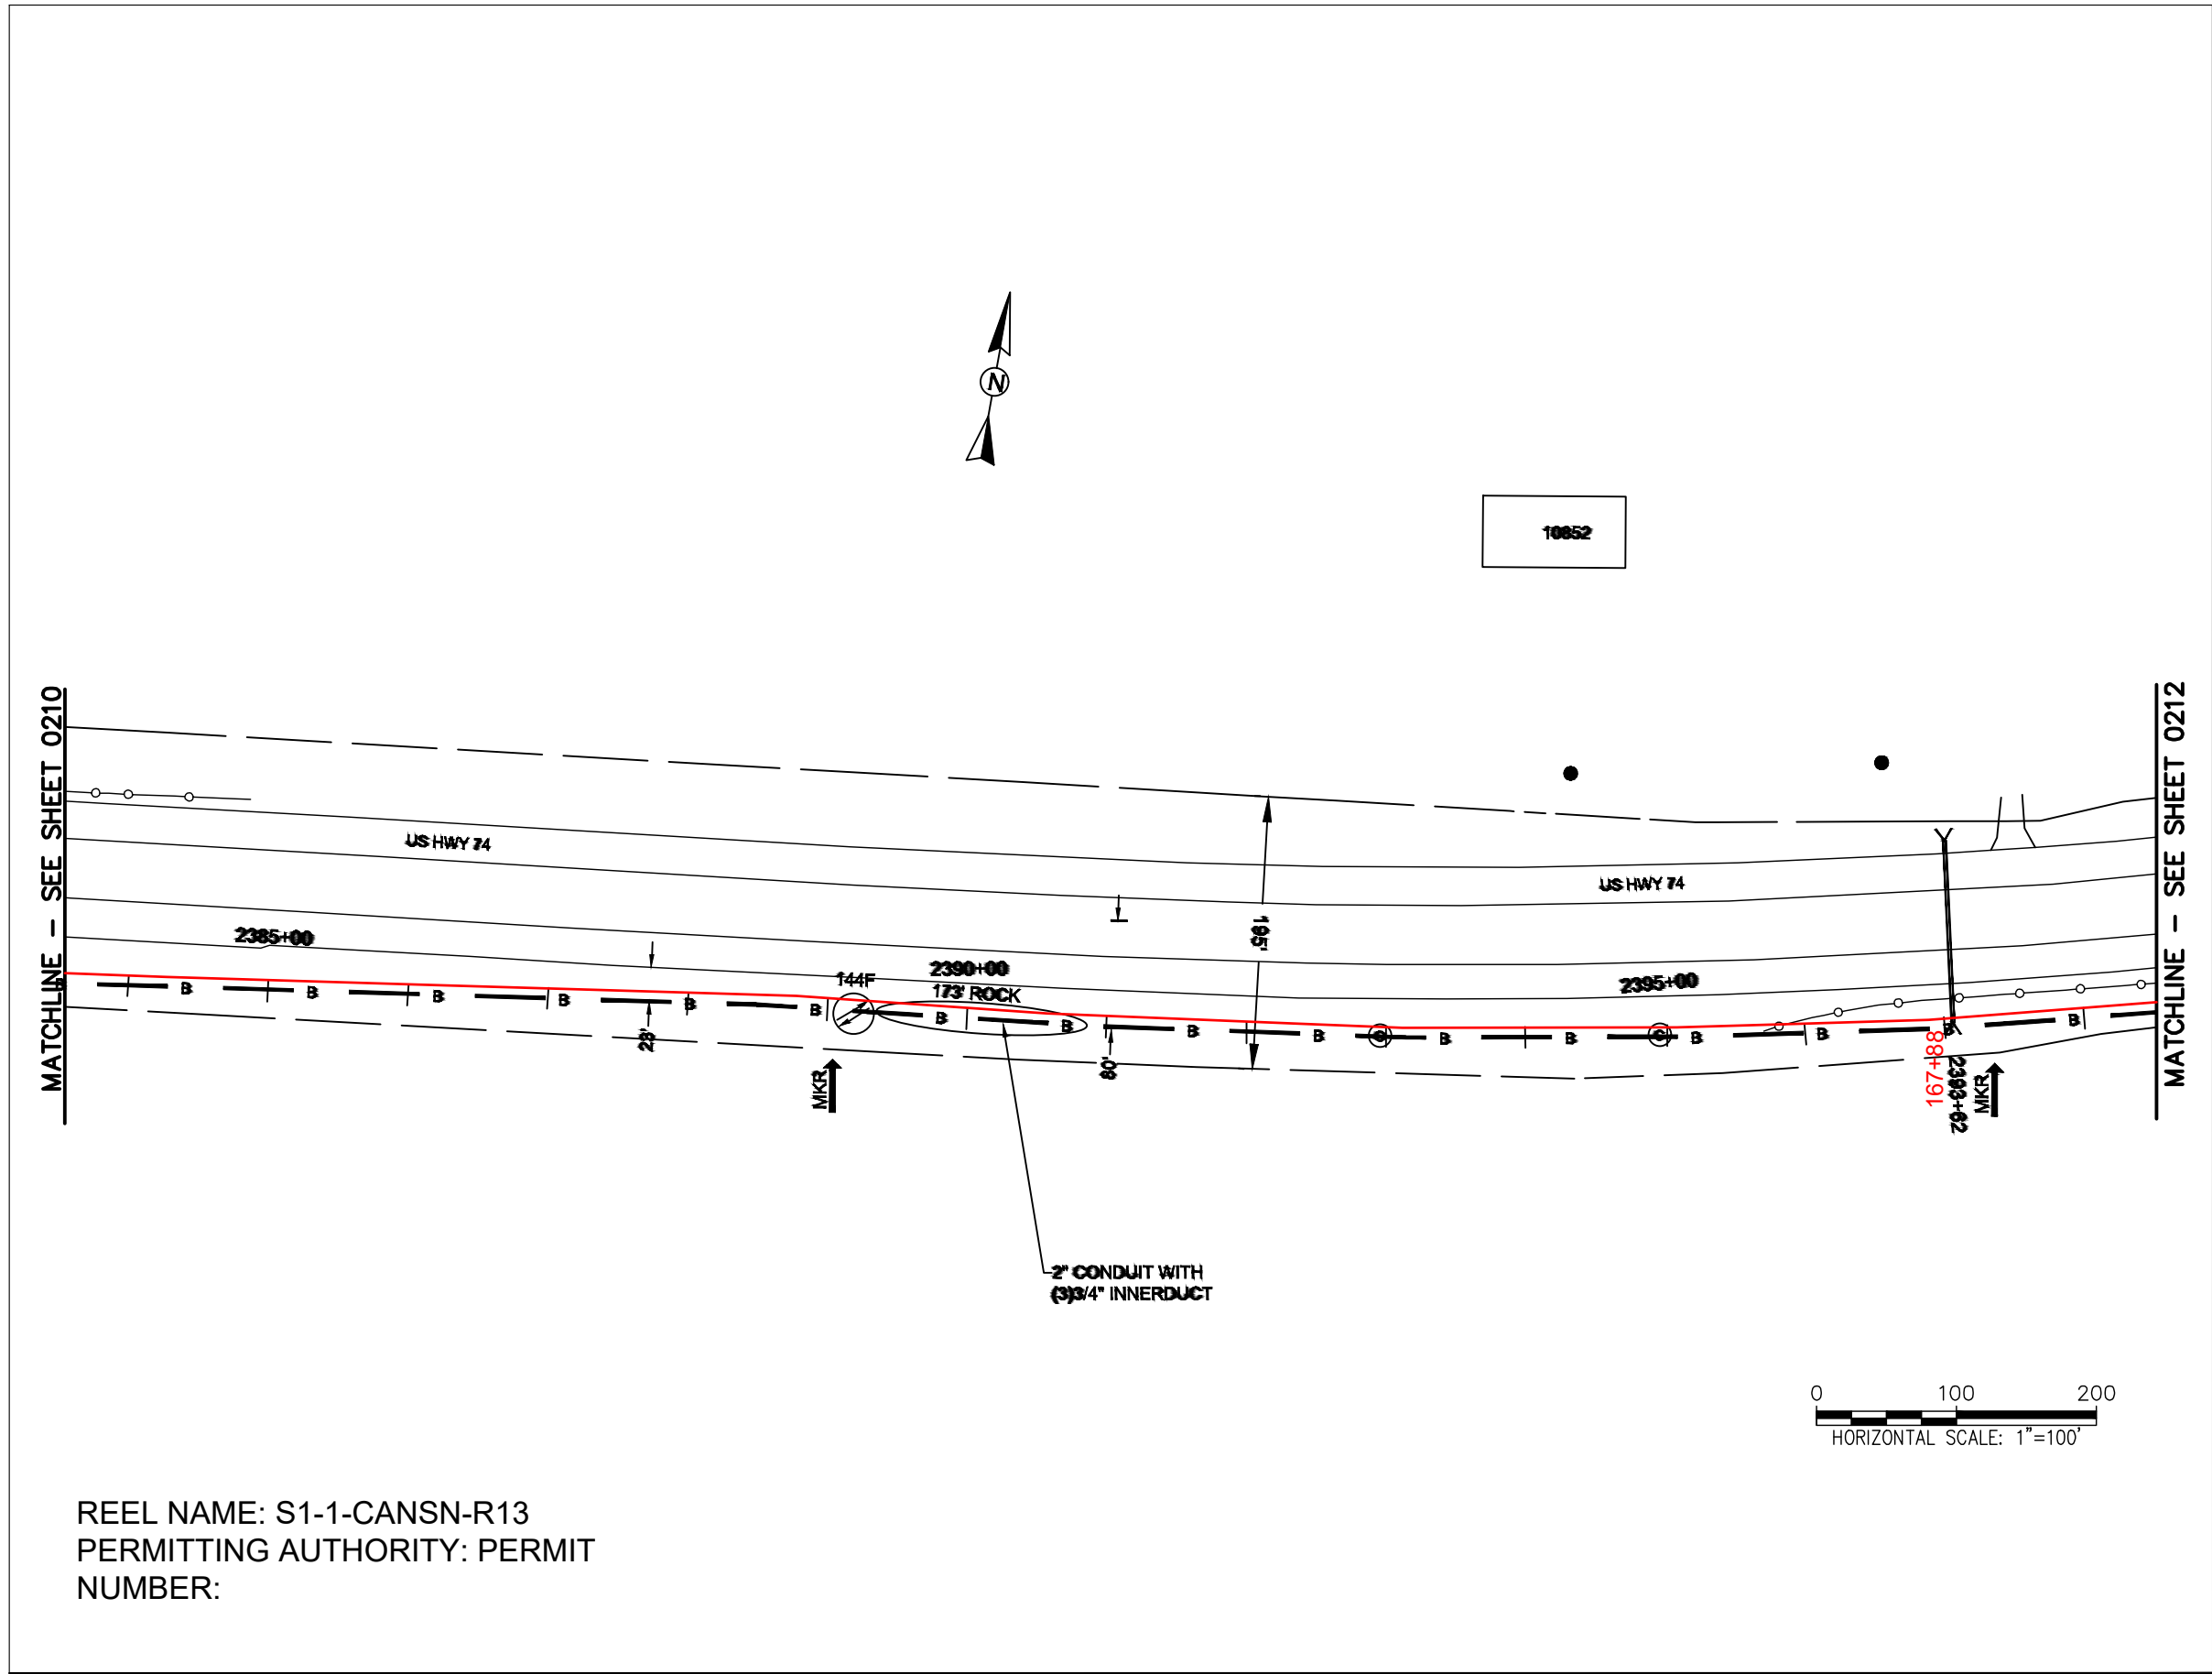 N
10852
MATCHLINE - SEE SHEET 0210
MATCHLINE - SEE SHEET 0212
US HWY 74
US HWY 74
195'
2385+00
2390+00
2395+00
144F
173' ROCK
B B B B B B B B B B B B B B B B B
C C
28'
80'
MKR
167+88
2393+62
MKR
2" CONDUIT WITH
(3)3/4" INNERDUCT
0 100 200
HORIZONTAL SCALE: 1"=100'
REEL NAME: S1-1-CANSN-R13
PERMITTING AUTHORITY: PERMIT
NUMBER: